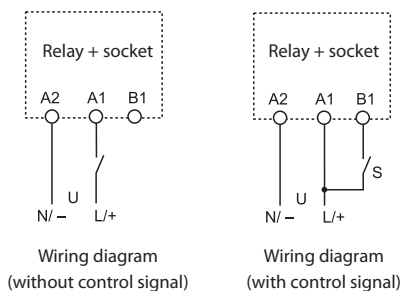 Relay + socket
A2 A1 B1
U
N/ – L/+
Wiring diagram
(without control signal)
Relay + socket
A2 A1 B1
S
U
N/ – L/+
Wiring diagram
(with control signal)